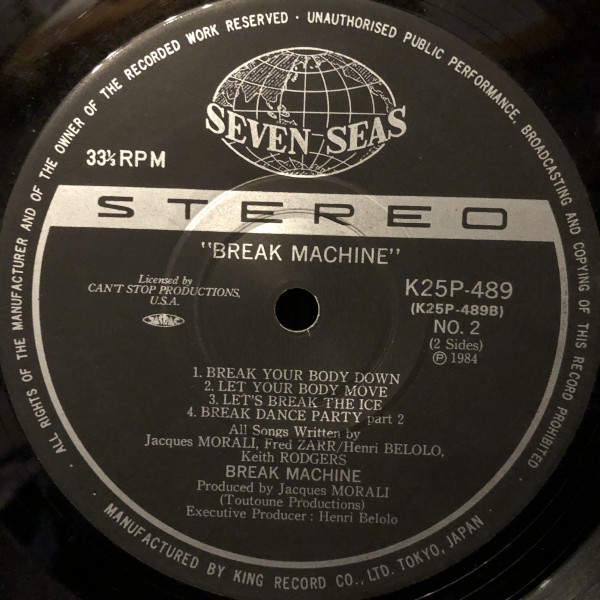 · ALL RIGHTS OF THE MANUFACTURER AND OF THE OWNER OF THE RECORDED WORK RESERVED · UNAUTHORISED PUBLIC PERFORMANCE, BROADCASTING AND COPYING OF THIS RECORD PROHIBITED ·
SEVEN SEAS
33⅓ RPM
STEREO
"BREAK MACHINE"
Licensed by
CAN'T STOP PRODUCTIONS,
U.S.A.
JASRAC
K25P-489
(K25P-489B)
NO. 2
(2 Sides)
Ⓟ 1984
1. BREAK YOUR BODY DOWN
2. LET YOUR BODY MOVE
3. LET'S BREAK THE ICE
4. BREAK DANCE PARTY part 2
All Songs Written by
Jacques MORALI, Fred ZARR/Henri BELOLO,
Keith RODGERS
BREAK MACHINE
Produced by Jacques MORALI
(Toutoune Productions)
Executive Producer : Henri Belolo
MANUFACTURED BY KING RECORD CO., LTD. TOKYO, JAPAN